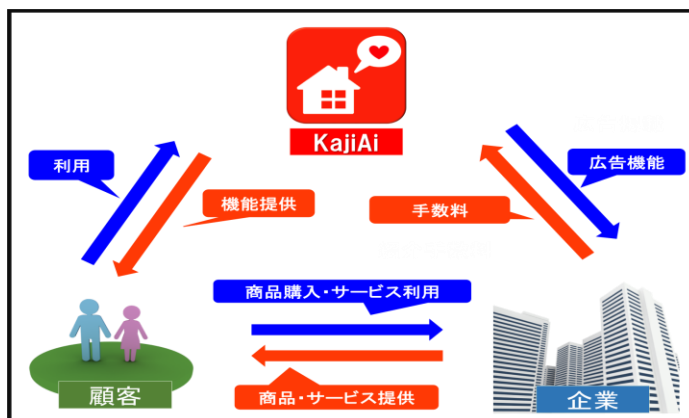 KajiAi
利用
広告機能
機能提供
手数料
商品購入・サービス利用
商品・サービス提供
顧客
企業